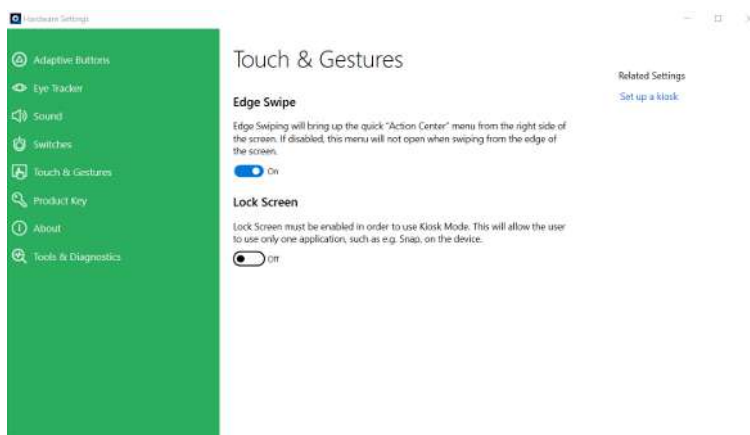 Hardware Settings
Adaptive Buttons
Eye Tracker
Sound
Switches
Touch & Gestures
Product Key
About
Tools & Diagnostics
Touch & Gestures
Edge Swipe
Edge Swiping will bring up the quick "Action Center" menu from the right side of
the screen. If disabled, this menu will not open when swiping from the edge of
the screen.
On
Lock Screen
Lock Screen must be enabled in order to use Kiosk Mode. This will allow the user
to use only one application, such as e.g. Snap, on the device.
Off
Related Settings
Set up a kiosk